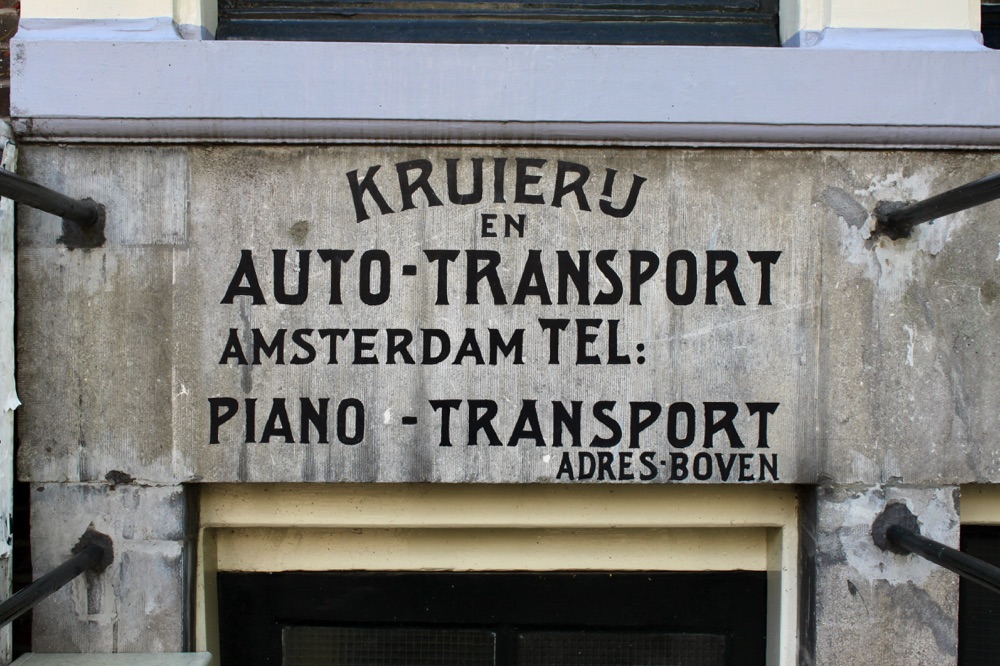 KRUIERIJ
EN
AUTO-TRANSPORT
AMSTERDAM TEL:
PIANO-TRANSPORT
ADRES·BOVEN